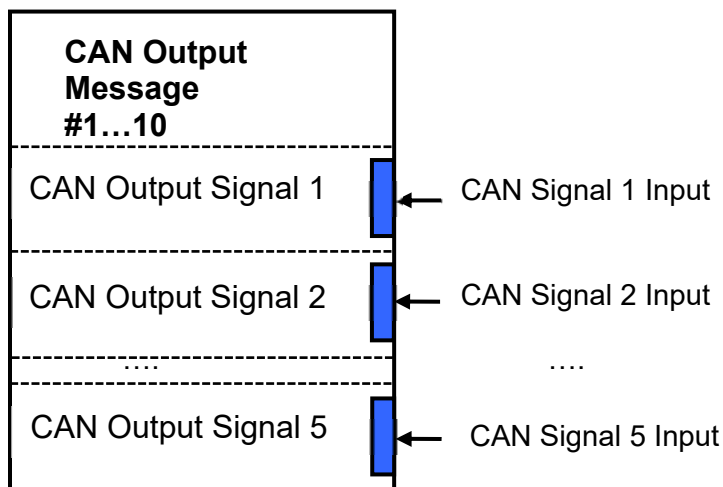 CAN Output
Message
#1…10
CAN Output Signal 1
CAN Signal 1 Input
CAN Output Signal 2
CAN Signal 2 Input
…. ….
CAN Output Signal 5
CAN Signal 5 Input